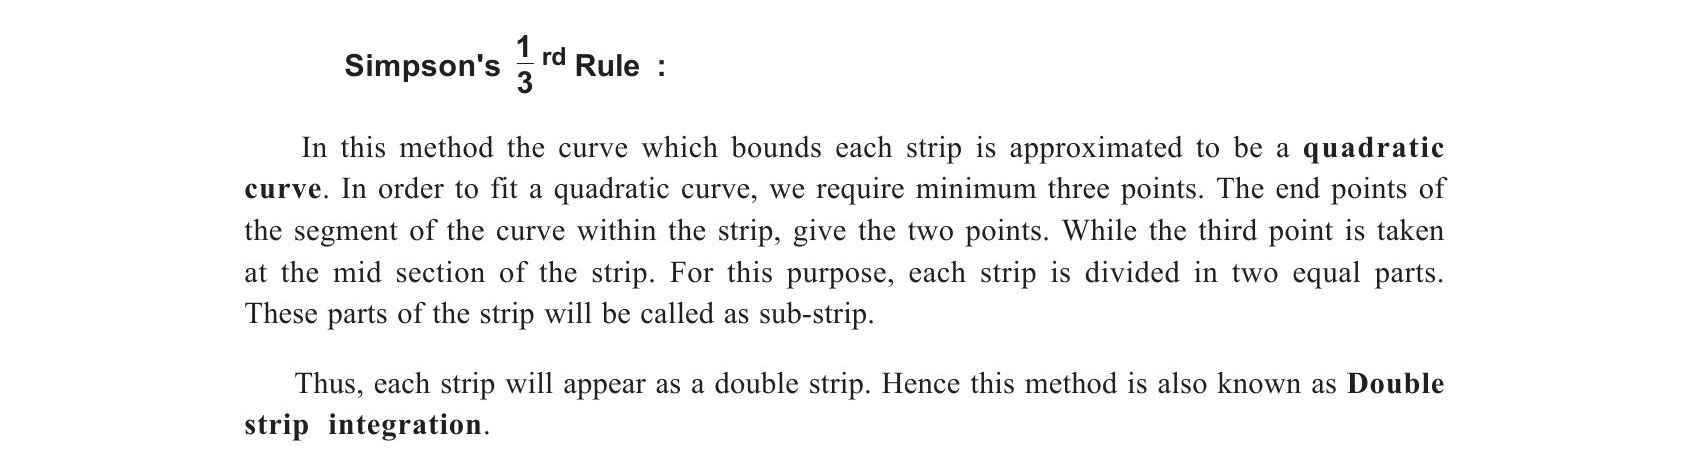 Simpson's 1/3 rd Rule :
In this method the curve which bounds each strip is approximated to be a quadratic
curve. In order to fit a quadratic curve, we require minimum three points. The end points of
the segment of the curve within the strip, give the two points. While the third point is taken
at the mid section of the strip. For this purpose, each strip is divided in two equal parts.
These parts of the strip will be called as sub-strip.
Thus, each strip will appear as a double strip. Hence this method is also known as Double
strip integration.